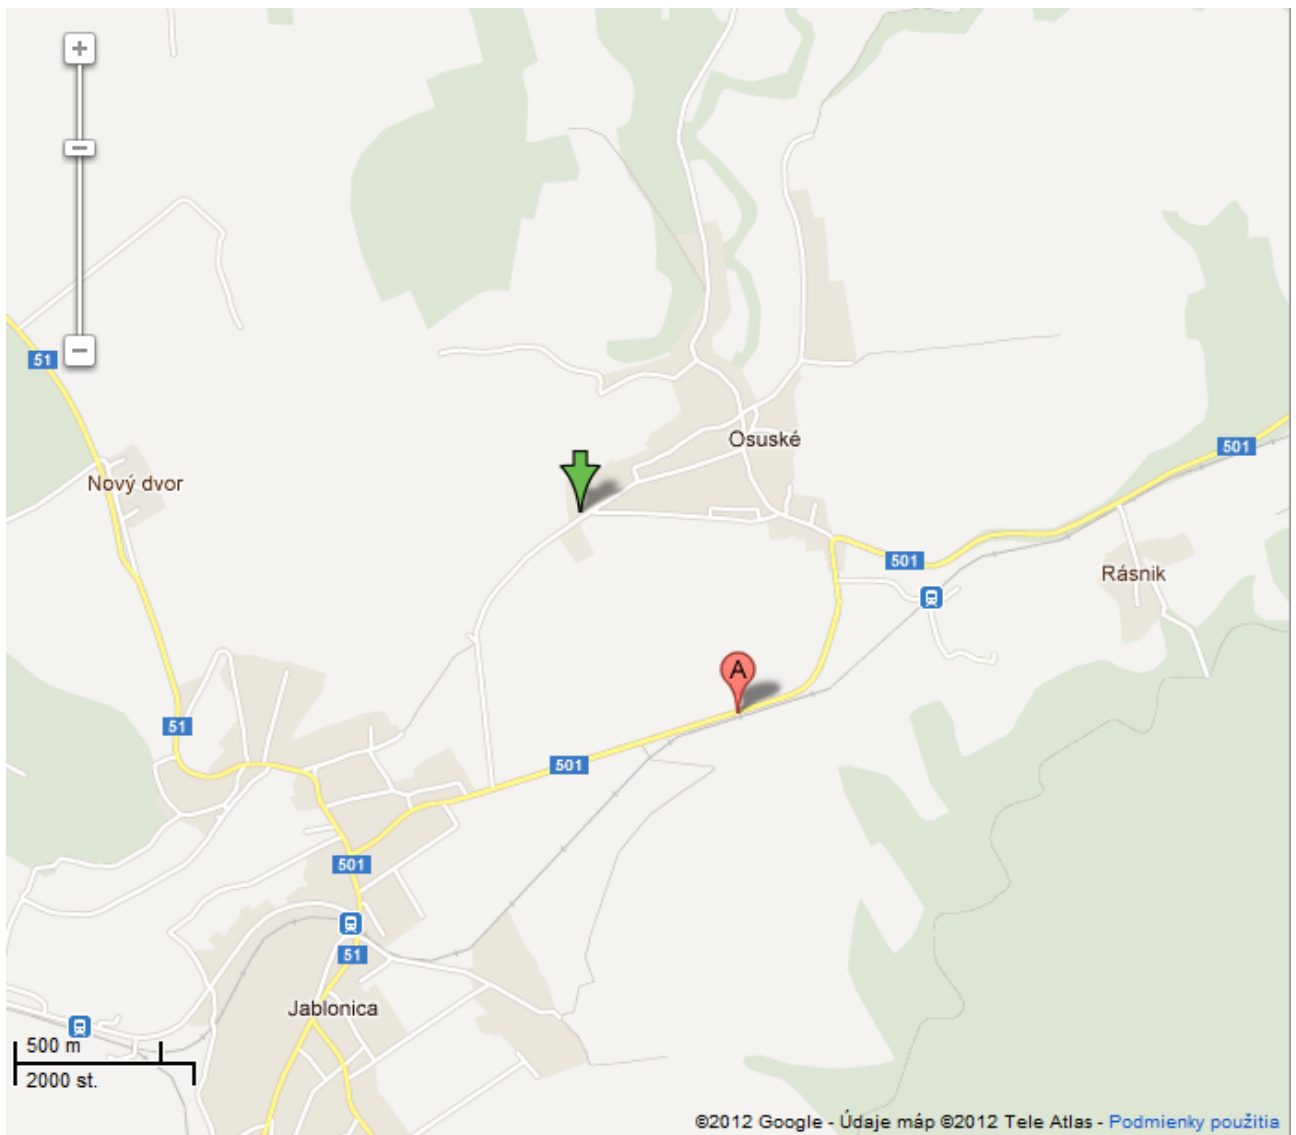 +
−
−
51
Osuské
501
Nový dvor
501
Rásnik
A
51
501
501
51
Jablonica
500 m
2000 st.
©2012 Google - Údaje máp ©2012 Tele Atlas - Podmienky použitia